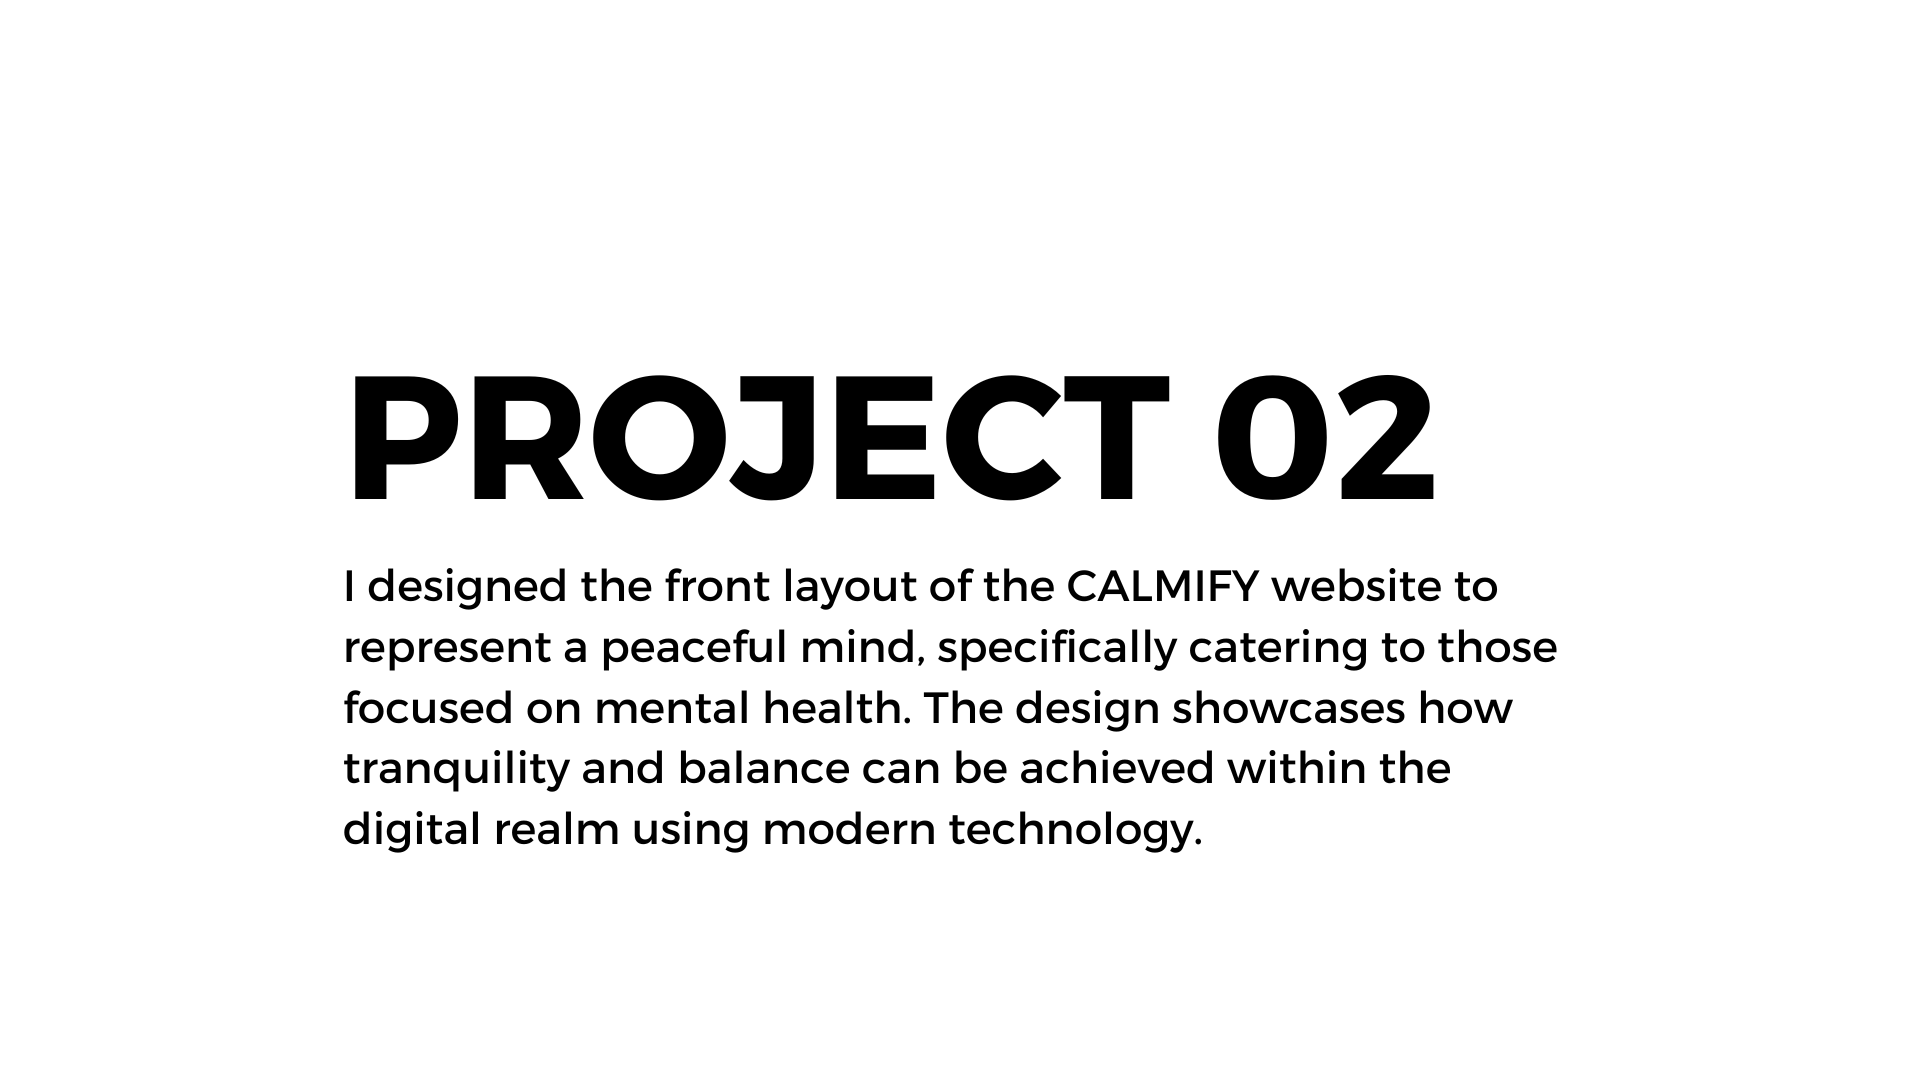 PROJECT 02
I designed the front layout of the CALMIFY website to
represent a peaceful mind, specifically catering to those
focused on mental health. The design showcases how
tranquility and balance can be achieved within the
digital realm using modern technology.